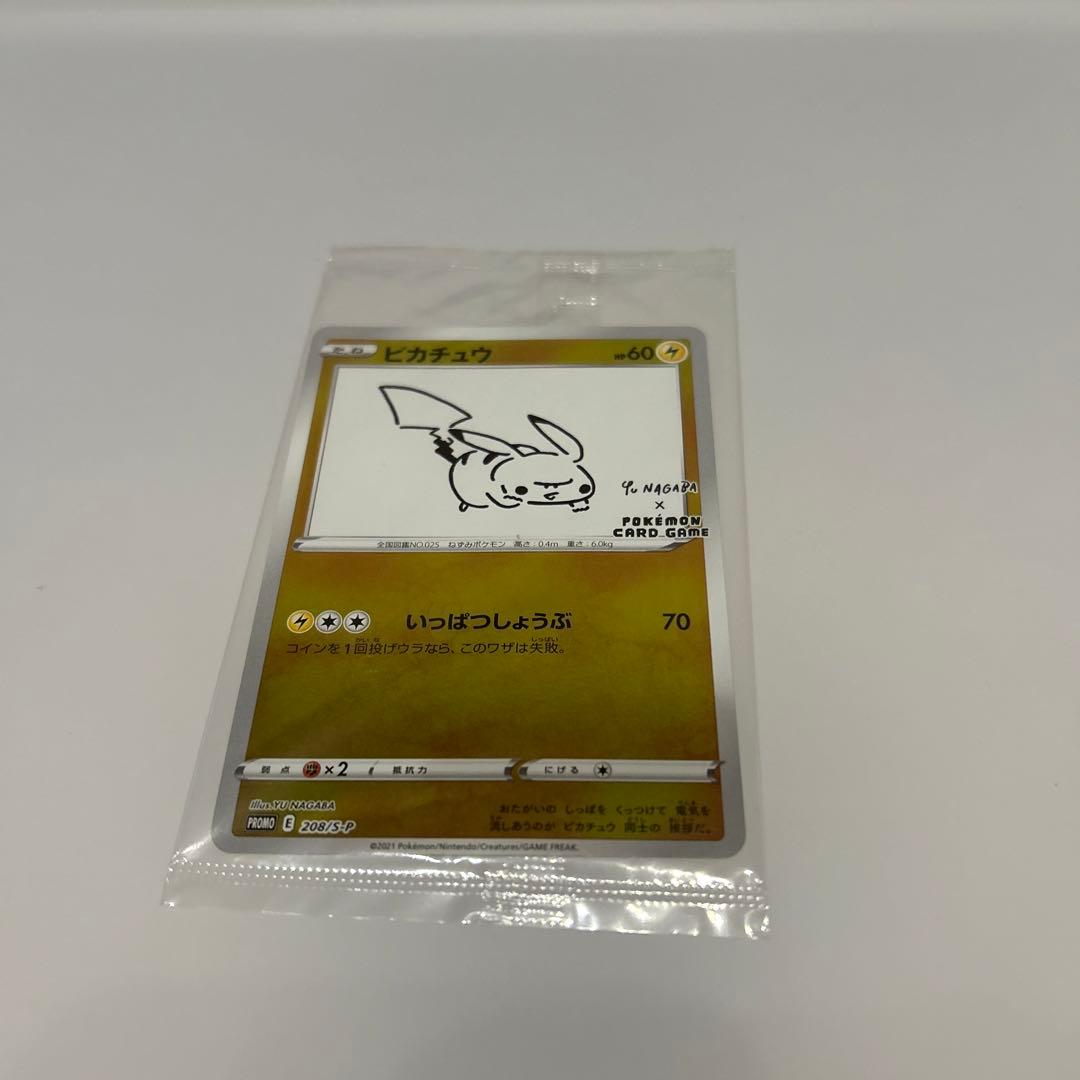 たね ピカチュウ HP60
Yu NAGABA
×
POKÉMON
CARD GAME
全国図鑑NO.025 ねずみポケモン 高さ:0.4m 重さ:6.0kg
いっぱつしょうぶ 70
コインを1回投げウラなら、このワザは失敗。
弱点 ×2 抵抗力 にげる
Illus.YU NAGABA
PROMO E 208/S-P
おたがいの しっぽを くっつけて 電気を
流しあうのが ピカチュウ 同士の 挨拶だ。
©2021 Pokémon/Nintendo/Creatures/GAME FREAK.